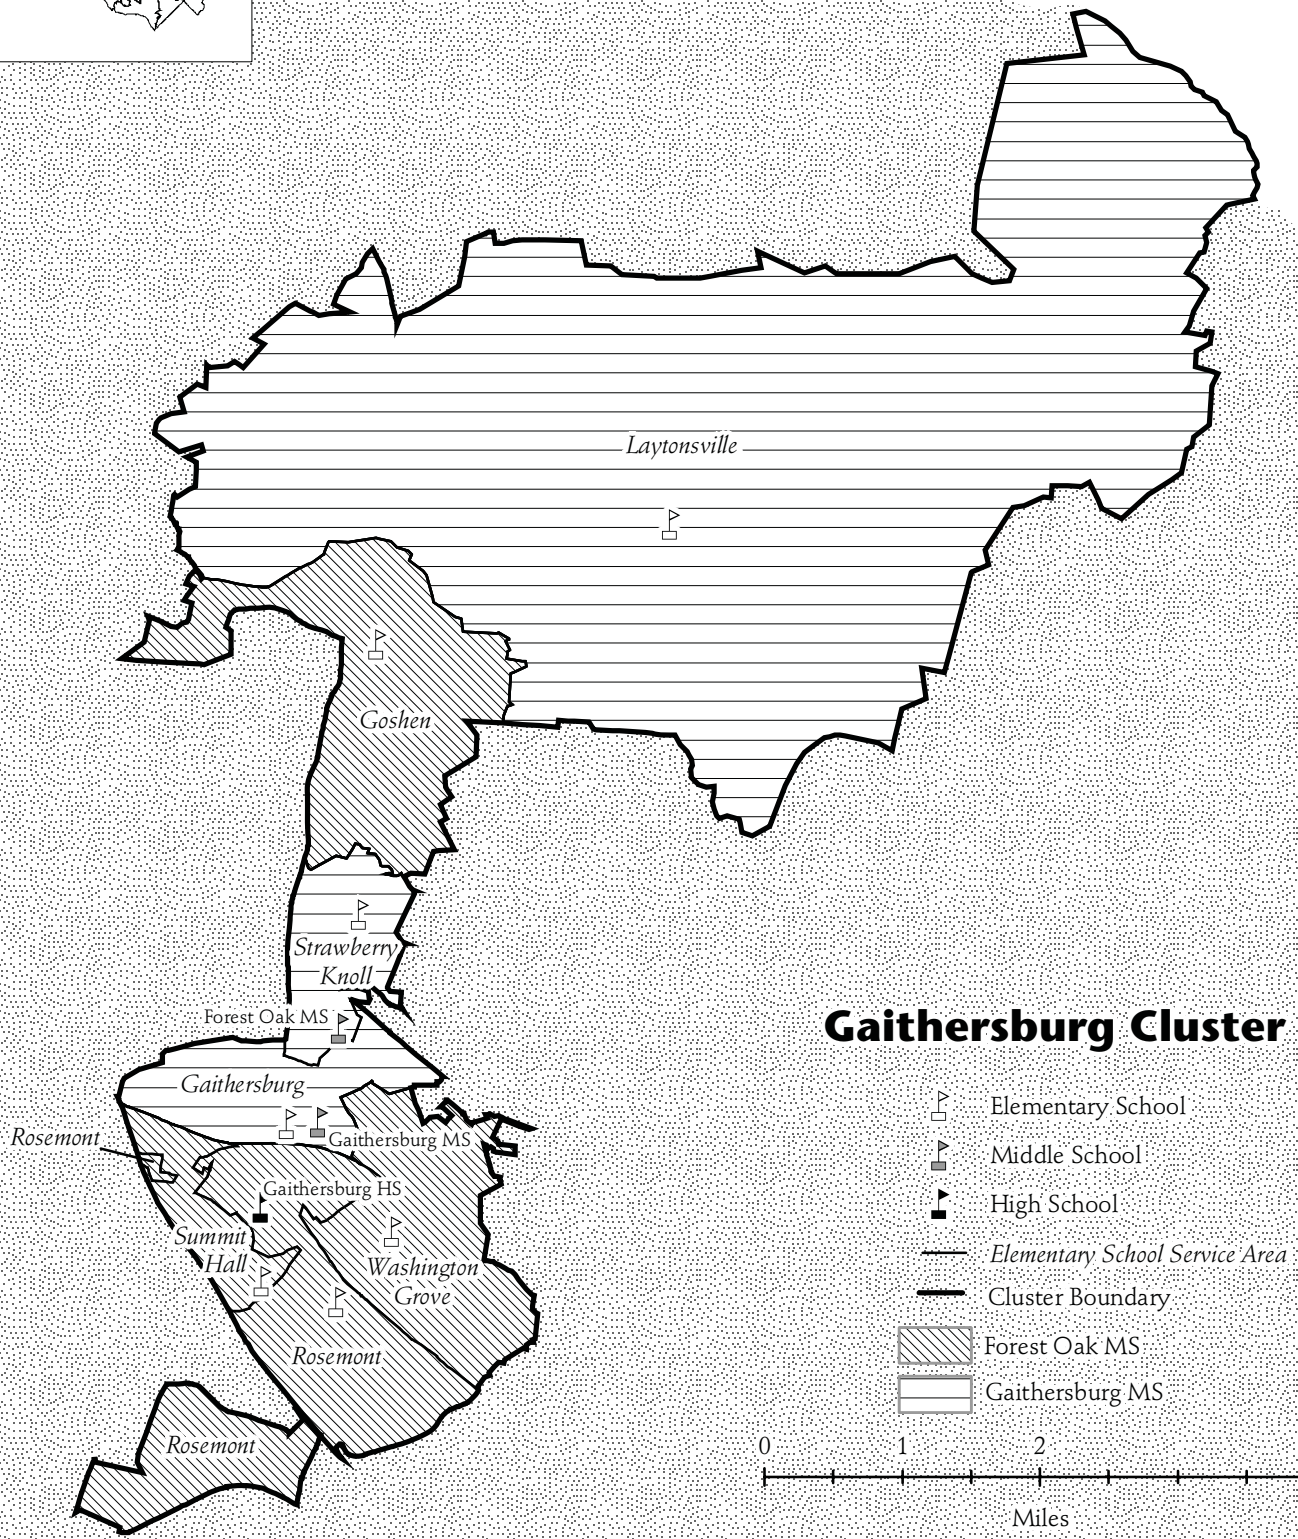 Laytonsville
Goshen
Strawberry
Knoll
Forest Oak MS
Gaithersburg
Rosemont
Gaithersburg MS
Gaithersburg HS
Summit
Hall
Washington
Grove
Rosemont
Rosemont
Gaithersburg Cluster
Elementary School
Middle School
High School
Elementary School Service Area
Cluster Boundary
Forest Oak MS
Gaithersburg MS
0 1 2
Miles